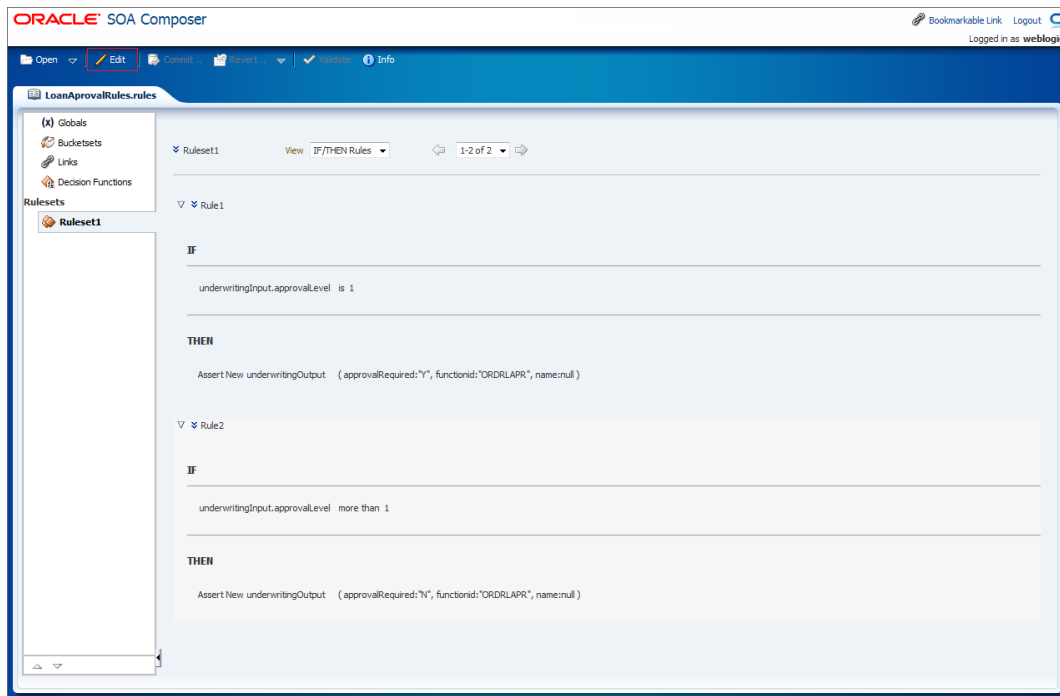 ORACLE SOA Composer
Bookmarkable Link Logout
Logged in as weblogic
Open Edit Commit .. Revert .. Validate Info
LoanAprovalRules.rules
(x) Globals
Bucketsets
Links
Decision Functions
Rulesets
Ruleset1
Ruleset1 View IF/THEN Rules 1-2 of 2
Rule1
IF
underwritingInput.approvalLevel is 1
THEN
Assert New underwritingOutput ( approvalRequired:"Y", functionid:"ORDRLAPR", name:null )
Rule2
IF
underwritingInput.approvalLevel more than 1
THEN
Assert New underwritingOutput ( approvalRequired:"N", functionid:"ORDRLAPR", name:null )